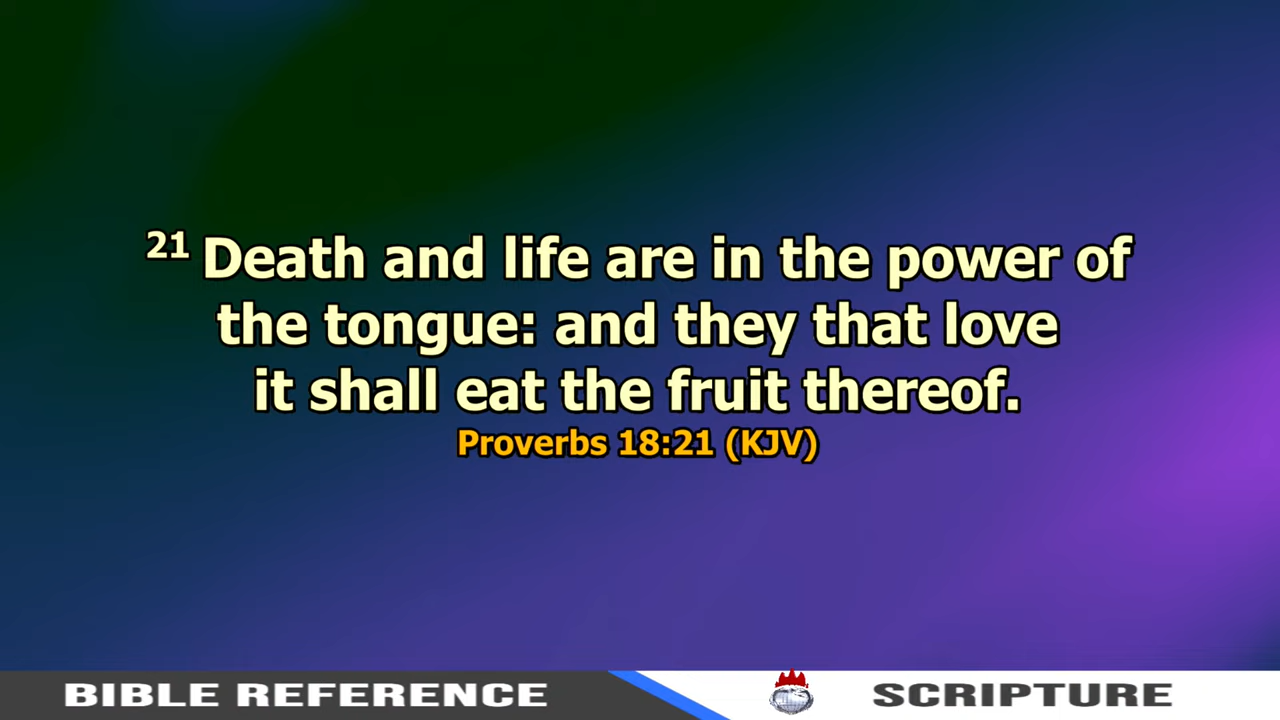 21 Death and life are in the power of
the tongue: and they that love
it shall eat the fruit thereof.
Proverbs 18:21 (KJV)
BIBLE REFERENCE
SCRIPTURE